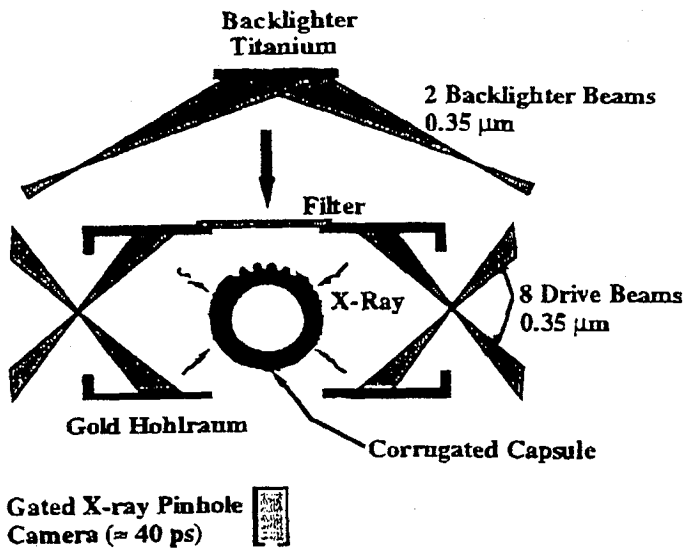 Backlighter
Titanium
2 Backlighter Beams
0.35 µm
Filter
X-Ray
8 Drive Beams
0.35 µm
Gold Hohlraum
Corrugated Capsule
Gated X-ray Pinhole
Camera (≈ 40 ps)